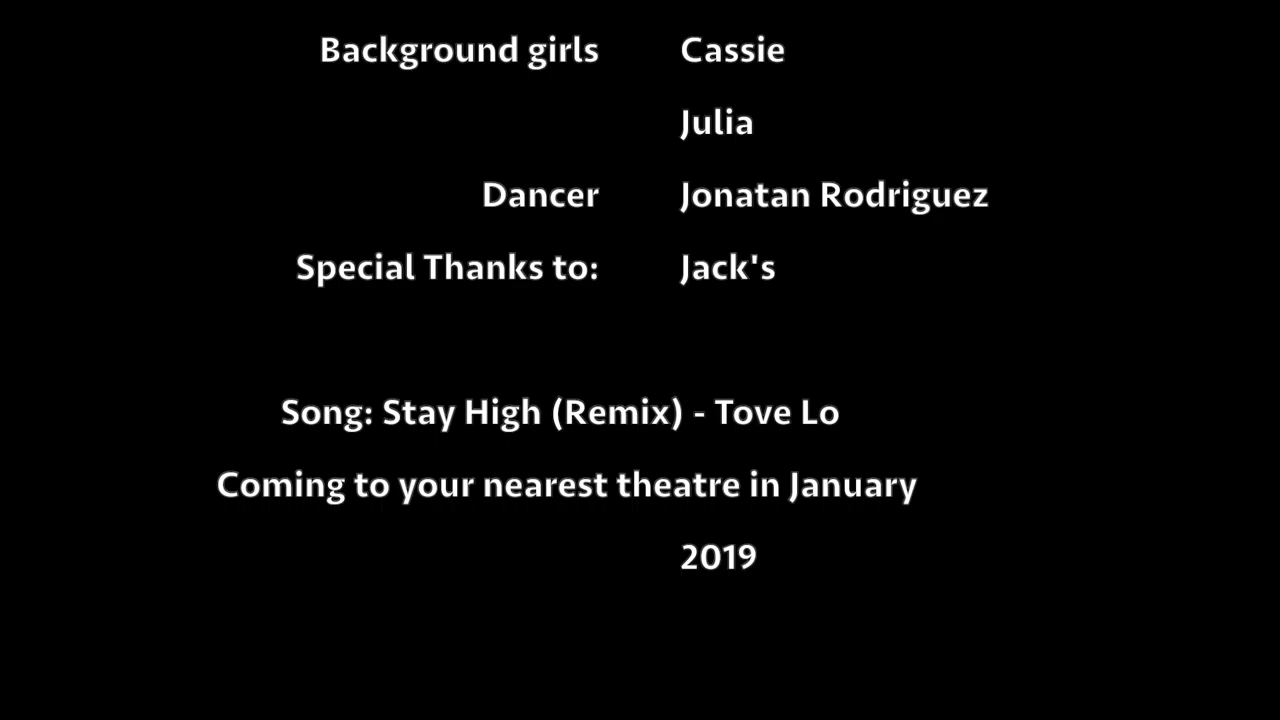 Background girls Cassie
Julia
Dancer Jonatan Rodriguez
Special Thanks to: Jack's
Song: Stay High (Remix) - Tove Lo
Coming to your nearest theatre in January
2019